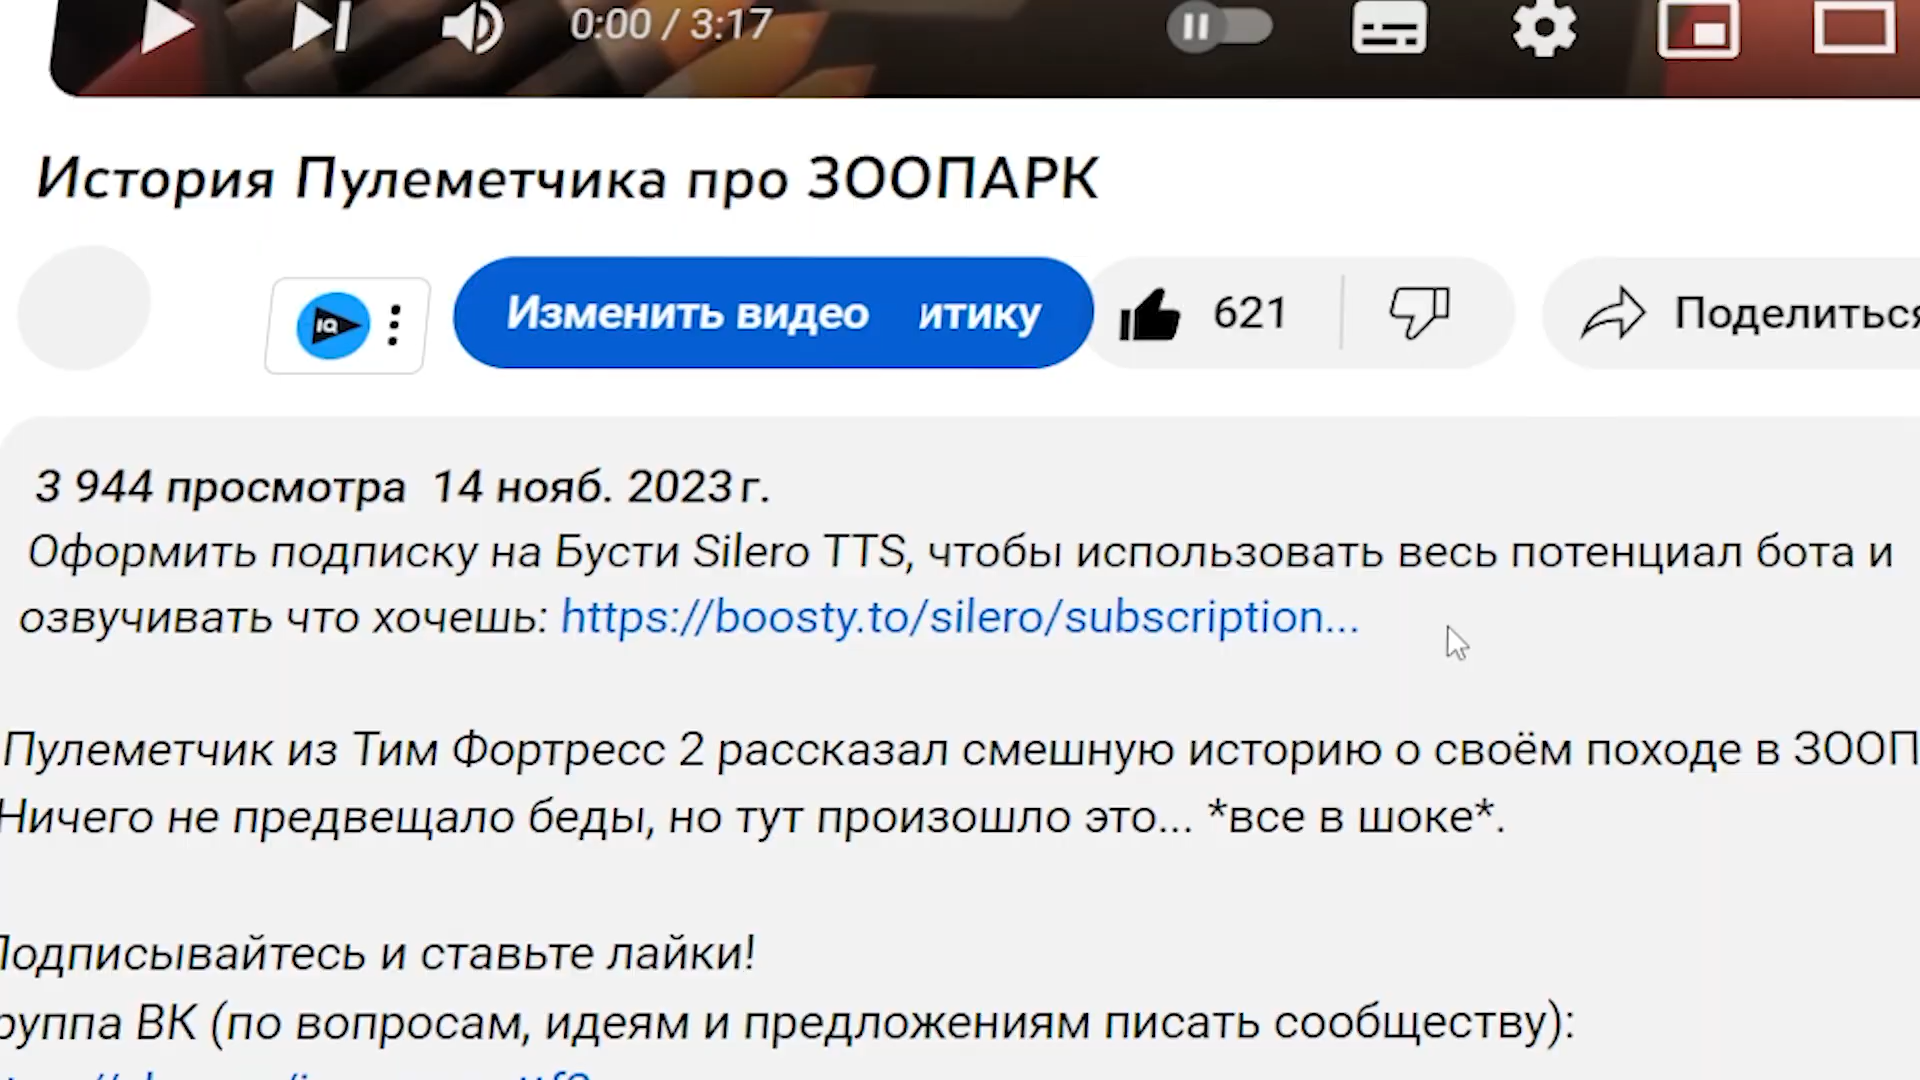 0:00 / 3:17
История Пулеметчика про ЗООПАРК
IQ
Изменить видео итику
621
Поделиться
3 944 просмотра 14 нояб. 2023 г.
Оформить подписку на Бусти Silero TTS, чтобы использовать весь потенциал бота и
озвучивать что хочешь: https://boosty.to/silero/subscription...
Пулеметчик из Тим Фортресс 2 рассказал смешную историю о своём походе в ЗООП
Ничего не предвещало беды, но тут произошло это... *все в шоке*.
Подписывайтесь и ставьте лайки!
руппа ВК (по вопросам, идеям и предложениям писать сообществу):